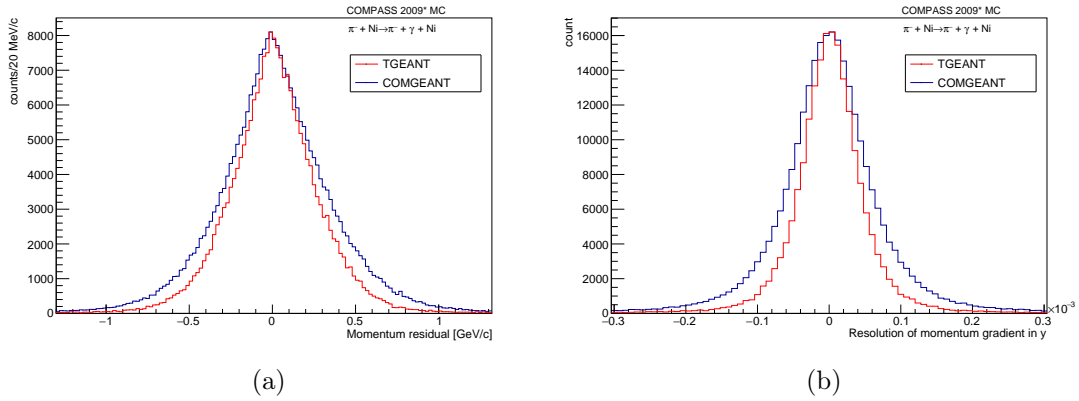 COMPASS 2009* MC
π⁻ + Ni→π⁻ + γ + Ni
TGEANT
COMGEANT
counts/20 MeV/c
8000
7000
6000
5000
4000
3000
2000
1000
0
−1 −0.5 0 0.5 1
Momentum residual [GeV/c]
(a)
COMPASS 2009* MC
π⁻ + Ni→π⁻ + γ + Ni
TGEANT
COMGEANT
count
16000
14000
12000
10000
8000
6000
4000
2000
0
−0.3 −0.2 −0.1 0 0.1 0.2 0.3
×10⁻³
Resolution of momentum gradient in y
(b)